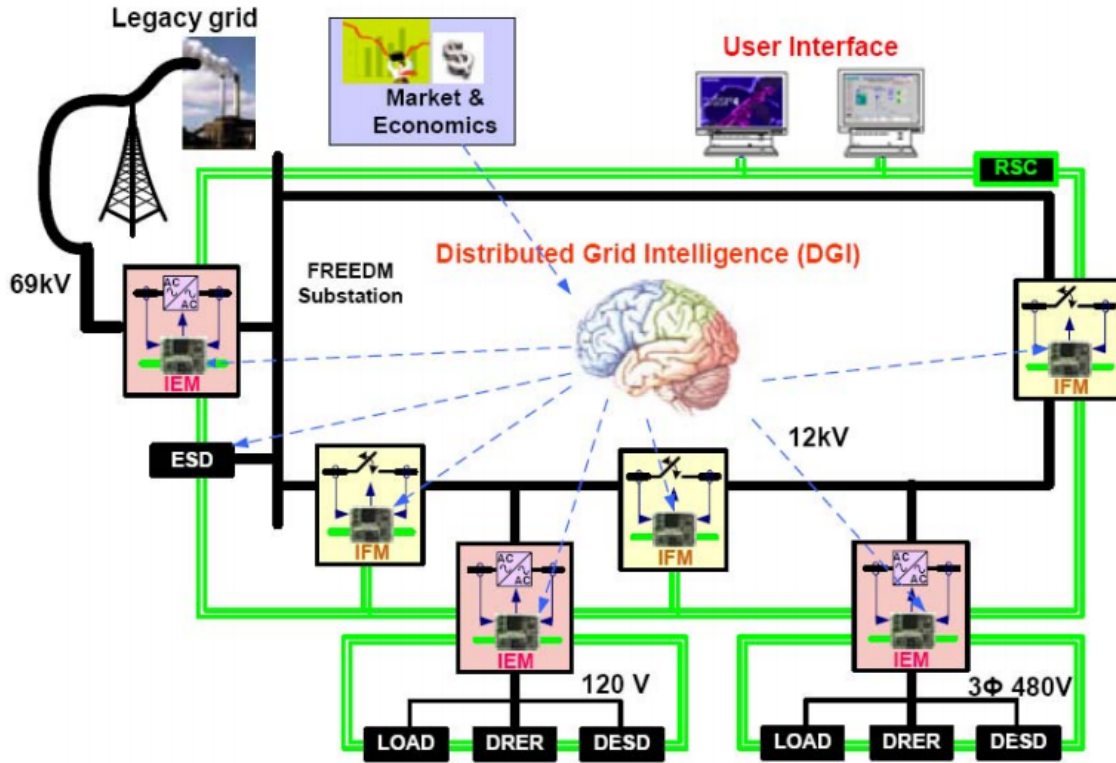 Legacy grid
Market &
Economics
User Interface
RSC
Distributed Grid Intelligence (DGI)
69kV
FREEDM
Substation
AC
AC
IEM
IFM
12kV
ESD
IFM
IFM
AC
AC
IEM
AC
AC
IEM
120 V
3Φ 480V
LOAD
DRER
DESD
LOAD
DRER
DESD